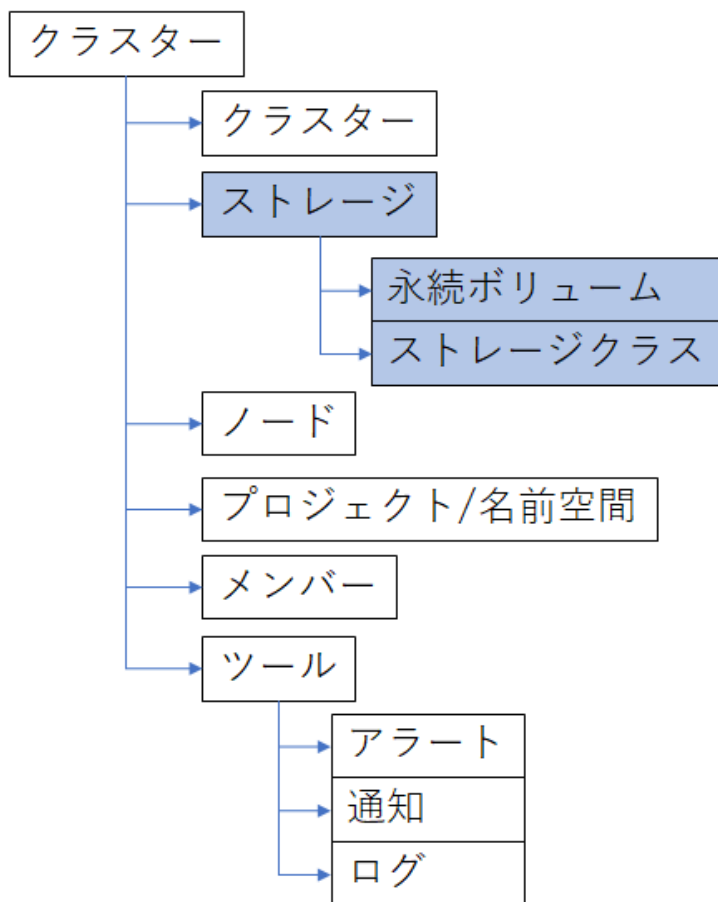 クラスター
クラスター
ストレージ
永続ボリューム
ストレージクラス
ノード
プロジェクト/名前空間
メンバー
ツール
アラート
通知
ログ